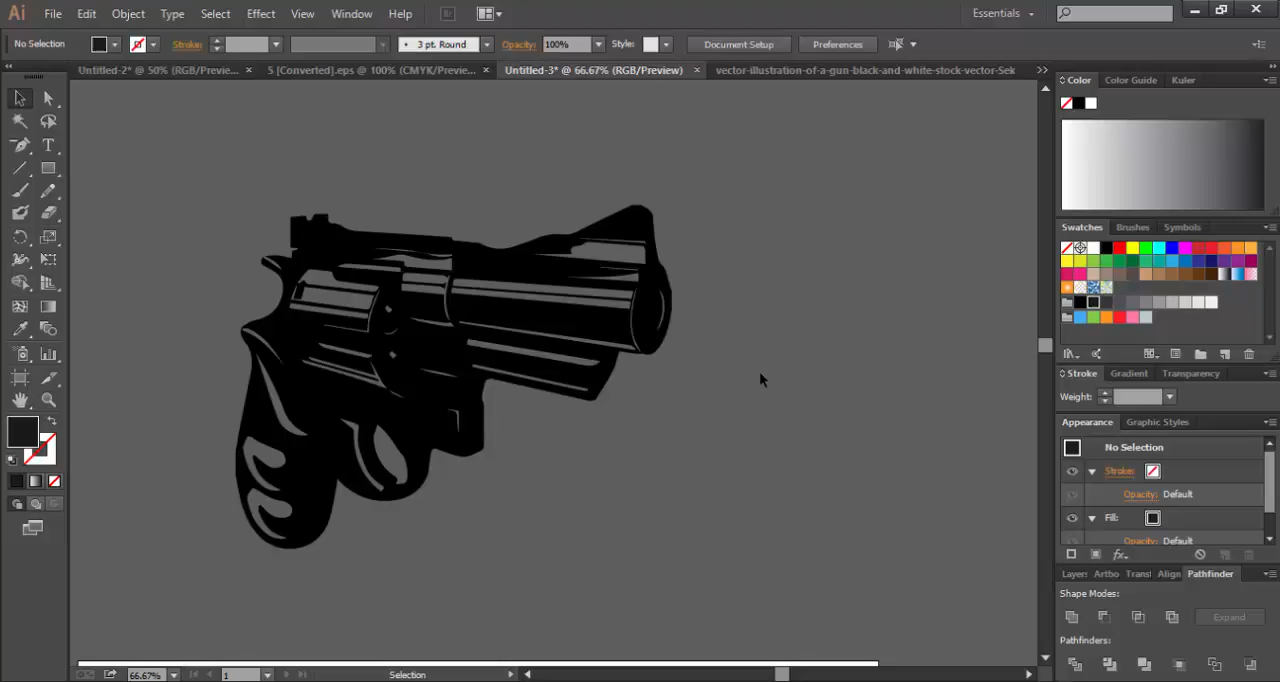 Ai File Edit Object Type Select Effect View Window Help Br Essentials
No Selection Stroke: 3 pt. Round Opacity: 100% Style: Document Setup Preferences
Untitled-2* @ 50% (RGB/Previe... × 5 [Converted].eps @ 100% (CMYK/Previe... × Untitled-3* @ 66.67% (RGB/Preview) × vector-illustration-of-a-gun-black-and-white-stock-vector-Sek
Color Color Guide Kuler
Swatches Brushes Symbols
Stroke Gradient Transparency
Weight:
Appearance Graphic Styles
No Selection
Stroke:
Opacity: Default
Fill:
Opacity: Default
fx
Layers Artbo Transf Align Pathfinder
Shape Modes:
Expand
Pathfinders:
66.67% 1 Selection